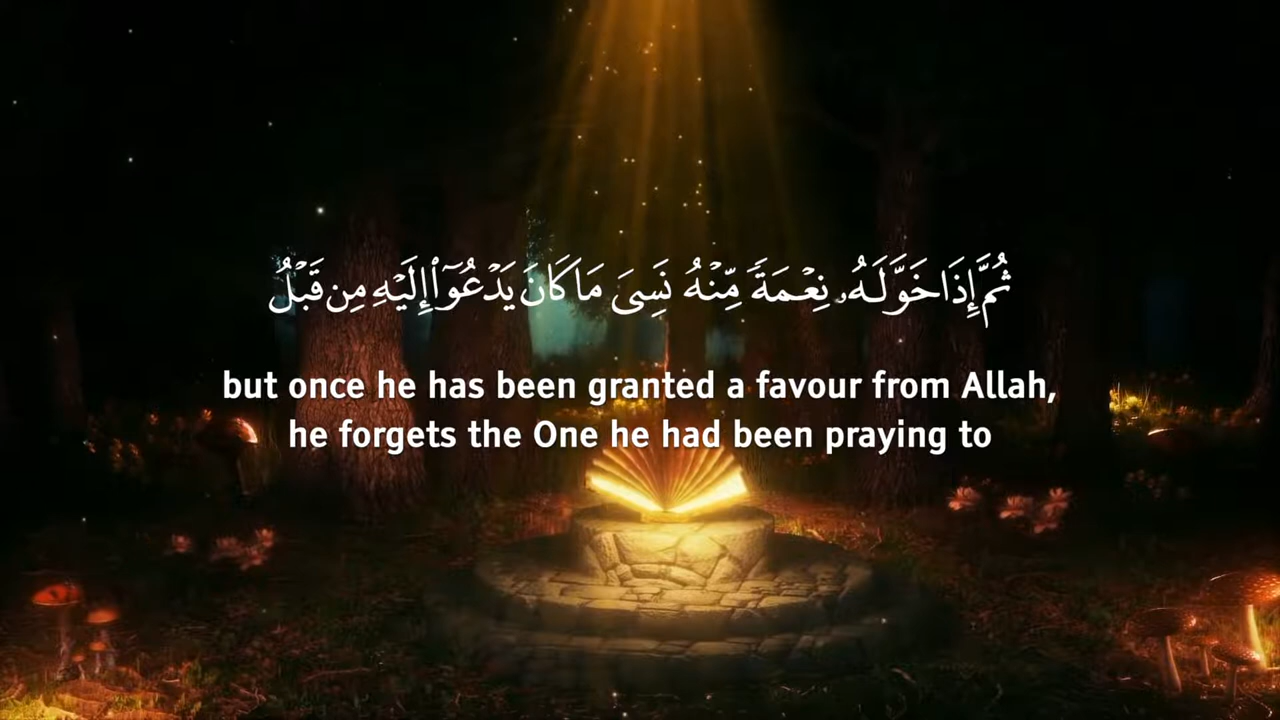 ثُمَّ إِذَا خَوَّلَهُۥ نِعْمَةً مِّنْهُ نَسِىَ مَا كَانَ يَدْعُوٓا۟ إِلَيْهِ مِن قَبْلُ
but once he has been granted a favour from Allah,
he forgets the One he had been praying to